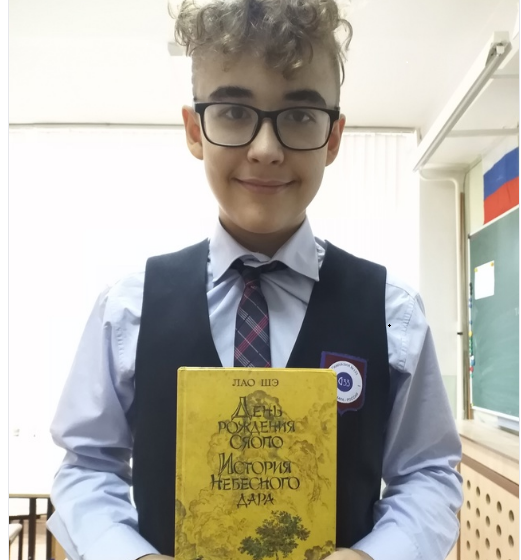 ЛАО ШЭ
ДЕНЬ
РОЖДЕНИЯ
СЯОПО
ИСТОРИЯ
НЕБЕСНОГО
ДАРА